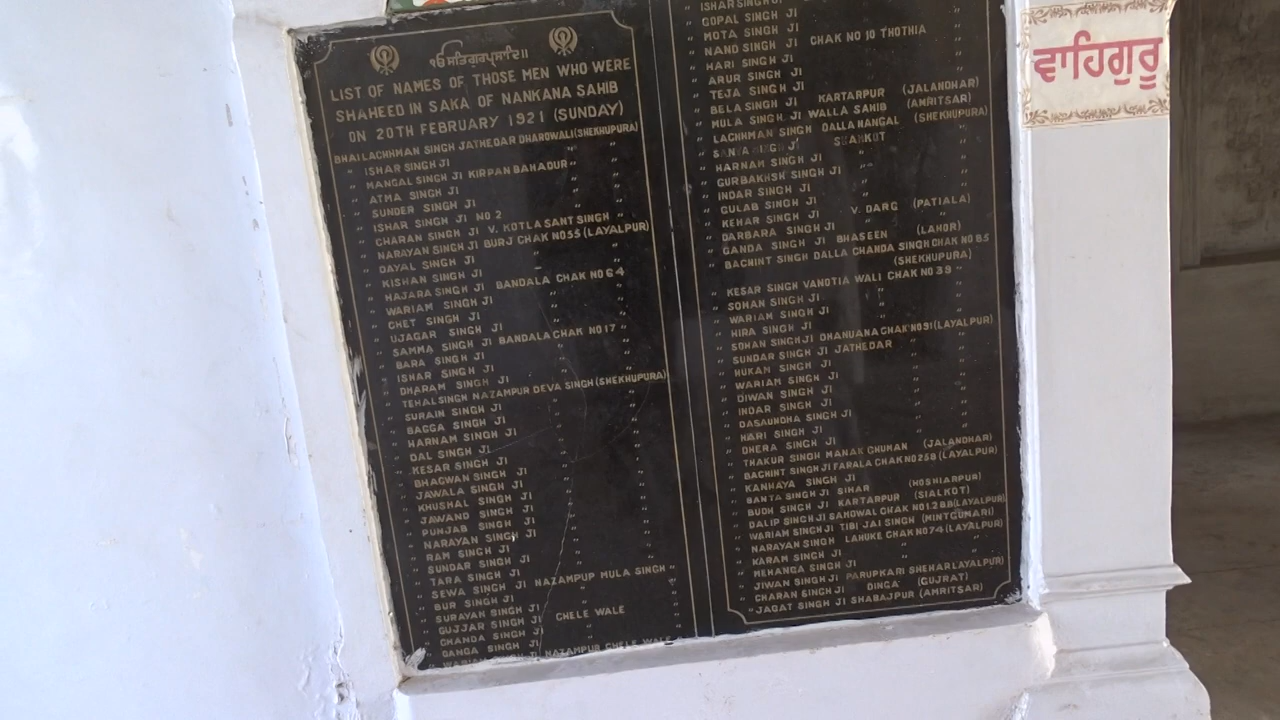 ੴ ਸਤਿਗੁਰਪ੍ਰਸਾਦਿ॥
LIST OF NAMES OF THOSE MEN WHO WERE
SHAHEED IN SAKA OF NANKANA SAHIB
ON 20TH FEBRUARY 1921 (SUNDAY)
BHAI LACHHMAN SINGH JATHEDAR DHAROWALI (SHEKHUPURA)
" ISHAR SINGH JI " "
" MANGAL SINGH JI KIRPAN BAHADUR " "
" ATMA SINGH JI " "
" SUNDER SINGH JI " "
" ISHAR SINGH JI NO 2 " "
" CHARAN SINGH JI V. KOTLA SANT SINGH "
" NARAYAN SINGH JI BURJ CHAK NO 55 (LAYALPUR)
" DAYAL SINGH JI " "
" KISHAN SINGH JI " "
" HAJARA SINGH JI BANDALA CHAK NO 64
" WARIAM SINGH JI " "
" CHET SINGH JI " "
" UJAGAR SINGH JI " "
" SAMMA SINGH JI BANDALA CHAK NO 17 "
" BARA SINGH JI " "
" ISHAR SINGH JI " "
" DHARAM SINGH JI " "
" TEHAL SINGH NAZAMPUR DEVA SINGH (SHEKHUPURA)
" SURAIN SINGH JI " "
" BAGGA SINGH JI " "
" HARNAM SINGH JI " "
" DAL SINGH JI " "
" KESAR SINGH JI " "
" BHAGWAN SINGH JI " "
" JAWALA SINGH JI " "
" KHUSHAL SINGH JI " "
" JAWAND SINGH JI " "
" PUNJAB SINGH JI " "
" NARAYAN SINGH JI " "
" RAM SINGH JI " "
" SUNDAR SINGH JI " "
" TARA SINGH JI " "
" SEWA SINGH JI NAZAMPUP MULA SINGH "
" BUR SINGH JI " "
" SURAYAN SINGH JI " "
" GUJJAR SINGH JI CHELE WALE "
" CHANDA SINGH JI " "
" GANGA SINGH JI " "
" WARIAM SINGH JI NAZAMPUR CHELE WALE "
" ISHAR SINGH JI " "
" GOPAL SINGH JI " "
" MOTA SINGH JI " "
" NAND SINGH JI CHAK NO 10 THOTHIA "
" HARI SINGH JI " "
" ARUR SINGH JI " "
" TEJA SINGH JI " "
" BELA SINGH JI KARTARPUR (JALANDHAR)
" MULA SINGH JI WALLA SAHIB (AMRITSAR)
" LACHHMAN SINGH DALLA NANGAL (SHEKHUPURA)
" SINGH JI SHAHKOT "
" HARNAM SINGH JI " "
" GURBAKHSH SINGH JI " "
" INDAR SINGH JI " "
" GULAB SINGH JI " "
" KEHAR SINGH JI V. DARG (PATIALA)
" DARBARA SINGH JI " "
" GANDA SINGH JI BHASEEN (LAHOR)
" BACHINT SINGH DALLA CHANDA SINGH CHAK NO 85
(SHEKHUPURA)
" KESAR SINGH VANOTIA WALI CHAK NO 39 "
" SOHAN SINGH JI " "
" WARIAM SINGH JI " "
" HIRA SINGH JI " "
" SOHAN SINGH JI DHANUANA CHAK NO 91 (LAYALPUR)
" SUNDAR SINGH JI JATHEDAR " "
" HUKAN SINGH JI " "
" WARIAM SINGH JI " "
" DIWAN SINGH JI " "
" INDAR SINGH JI " "
" DASAUNDHA SINGH JI " "
" HARI SINGH JI " "
" DHERA SINGH JI " "
" THAKUR SINGH MANAK GHUMAN (JALANDHAR)
" BACHINT SINGH JI FARALA CHAK NO 258 (LAYALPUR)
" KANHAYA SINGH JI " "
" BANTA SINGH JI SIHAR (HOSHIARPUR)
" BUDH SINGH JI KARTARPUR (SIALKOT)
" DALIP SINGH JI SAHOWAL CHAK NO 1.2 BB (LAYALPUR)
" WARIAM SINGH JI TIBI JAI SINGH (MINTGUMARI)
" NARAYAN SINGH LAHUKE CHAK NO 74 (LAYALPUR)
" KARAM SINGH JI " "
" MEHANGA SINGH JI " "
" JIWAN SINGH JI PARUPKARI SHEHAR LAYALPUR)
" CHARAN SINGH JI DINGA (GUJRAT)
" JAGAT SINGH JI SHABAJPUR (AMRITSAR)
ਵਾਹਿਗੁਰੂ